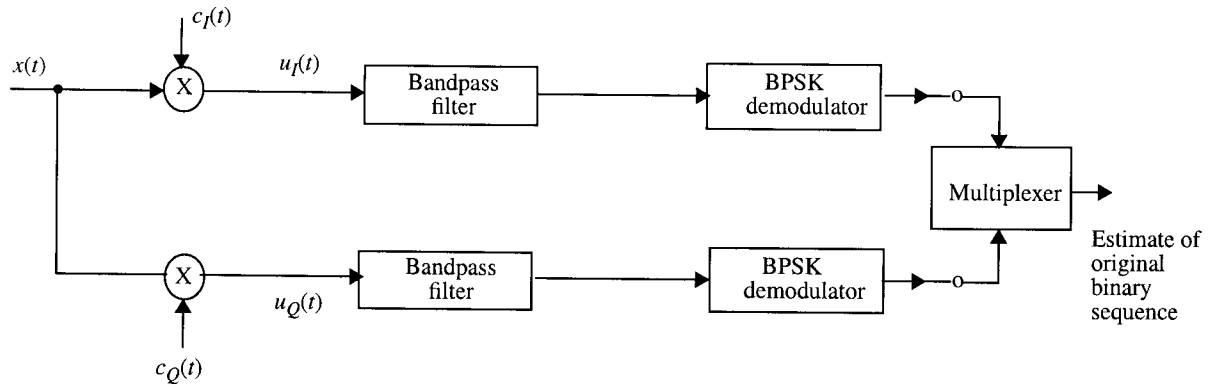 c_I(t)
x(t)
X
u_I(t)
Bandpass
filter
BPSK
demodulator
Multiplexer
Estimate of
original
binary
sequence
X
u_Q(t)
Bandpass
filter
BPSK
demodulator
c_Q(t)